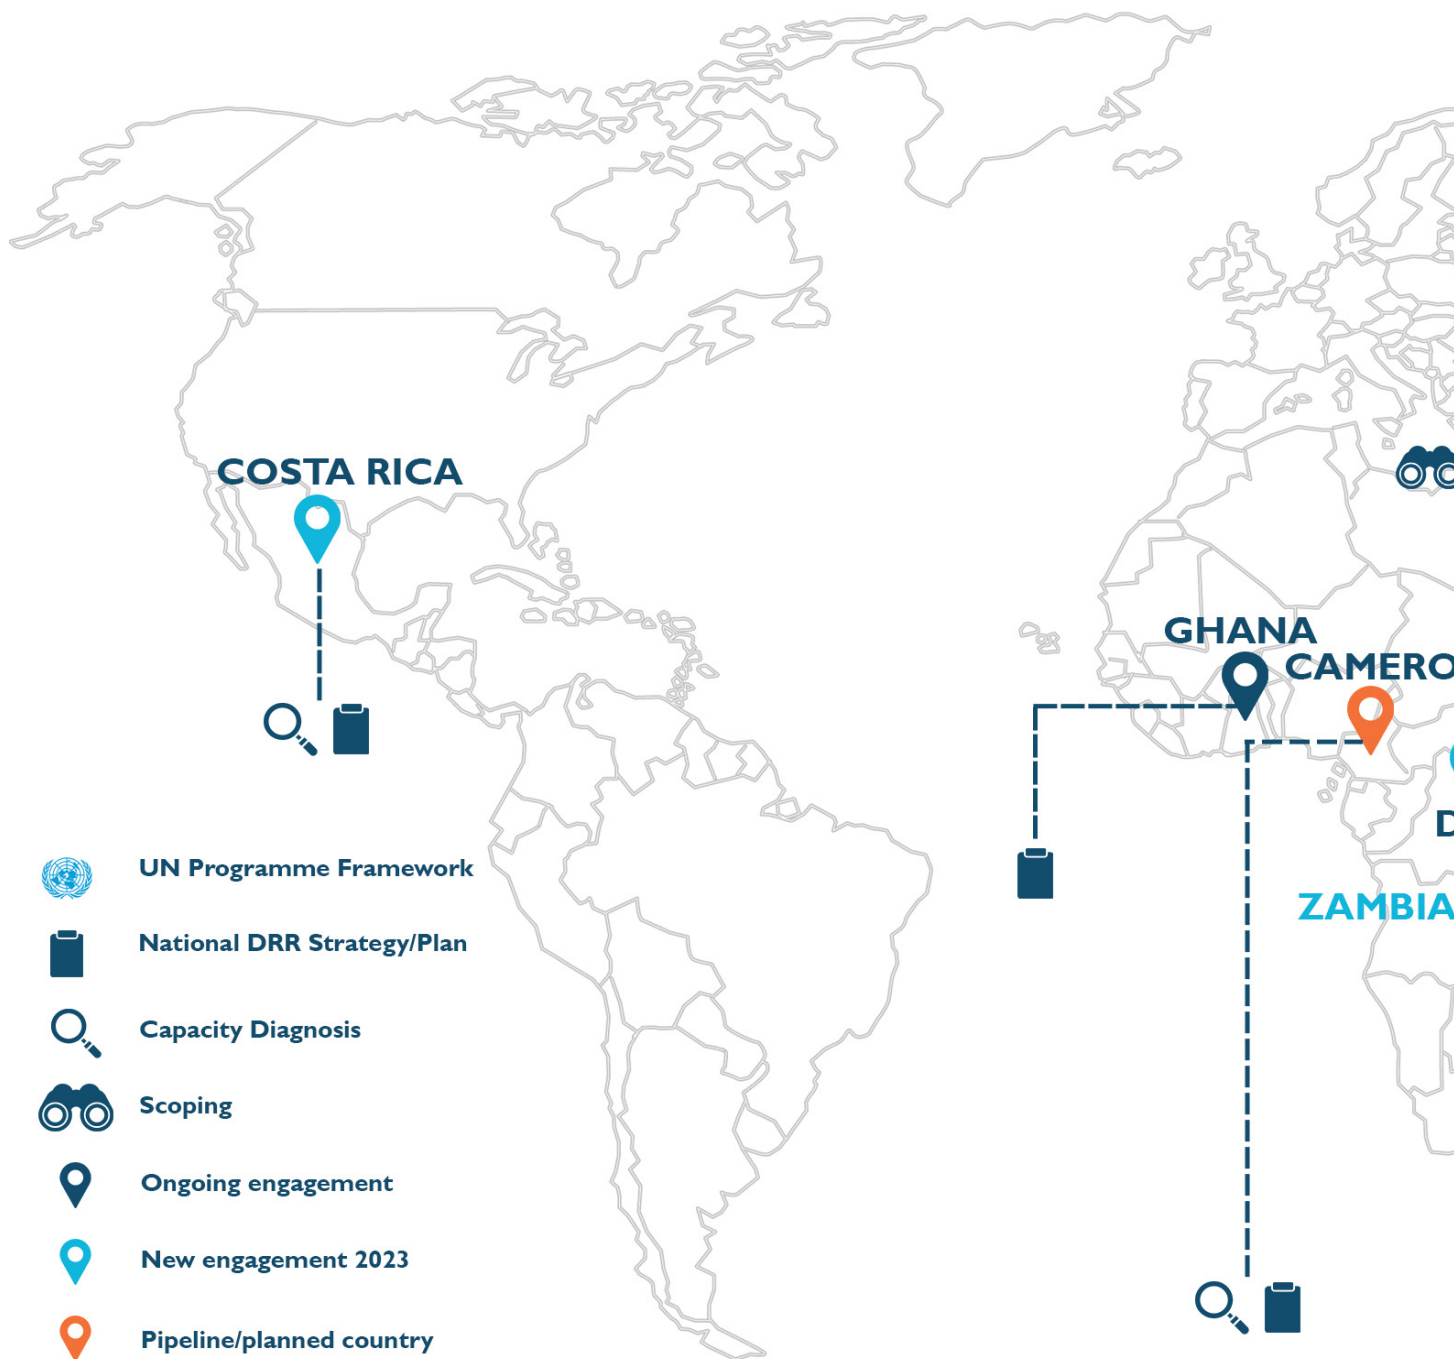 COSTA RICA
GHANA
CAMERO
D
ZAMBIA
UN Programme Framework
National DRR Strategy/Plan
Capacity Diagnosis
Scoping
Ongoing engagement
New engagement 2023
Pipeline/planned country